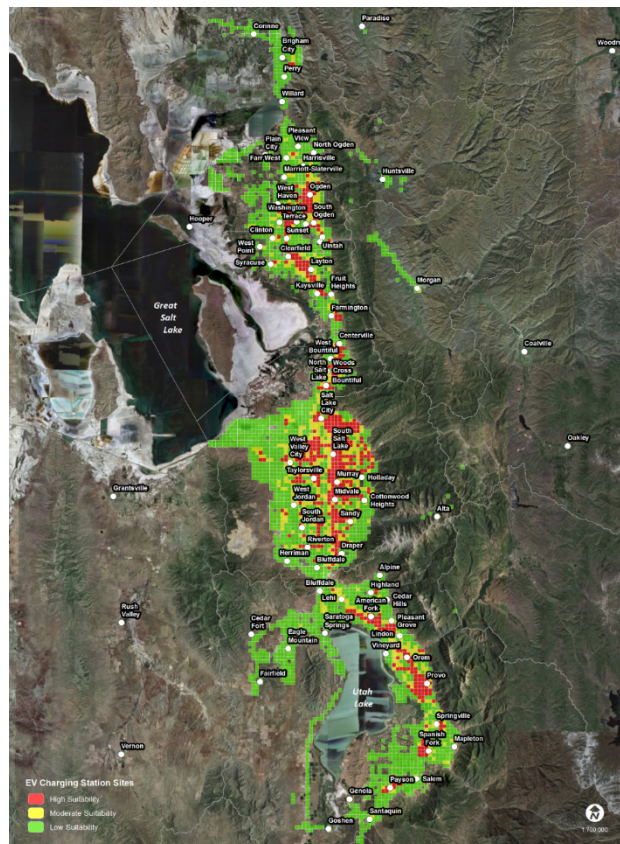 Corinne
Paradise
Brigham
City
Woodru
Perry
Willard
Pleasant
View
Plain
City
North Ogden
Farr West
Harrisville
Marriott-Slaterville
Huntsville
West
Haven
Ogden
Washington
Terrace
South
Ogden
Hooper
Clinton
Sunset
Uintah
West
Point
Clearfield
Syracuse
Layton
Kaysville
Fruit
Heights
Morgan
Great
Salt
Lake
Farmington
Centerville
West
Bountiful
Coalville
North
Salt
Lake
Woods
Cross
Bountiful
Salt
Lake
City
South
Salt
Lake
West
Valley
City
Oakley
Taylorsville
Murray
Holladay
Grantsville
West
Jordan
Midvale
Cottonwood
Heights
South
Jordan
Sandy
Alta
Riverton
Herriman
Draper
Bluffdale
Alpine
Bluffdale
Highland
Lehi
American
Fork
Cedar
Hills
Rush
Valley
Cedar
Fort
Saratoga
Springs
Pleasant
Grove
Lindon
Eagle
Mountain
Vineyard
Orem
Fairfield
Provo
Utah
Lake
Springville
Vernon
Spanish
Fork
Mapleton
Payson
Salem
Genola
Santaquin
Goshen
EV Charging Station Sites
High Suitability
Moderate Suitability
Low Suitability
1:700,000